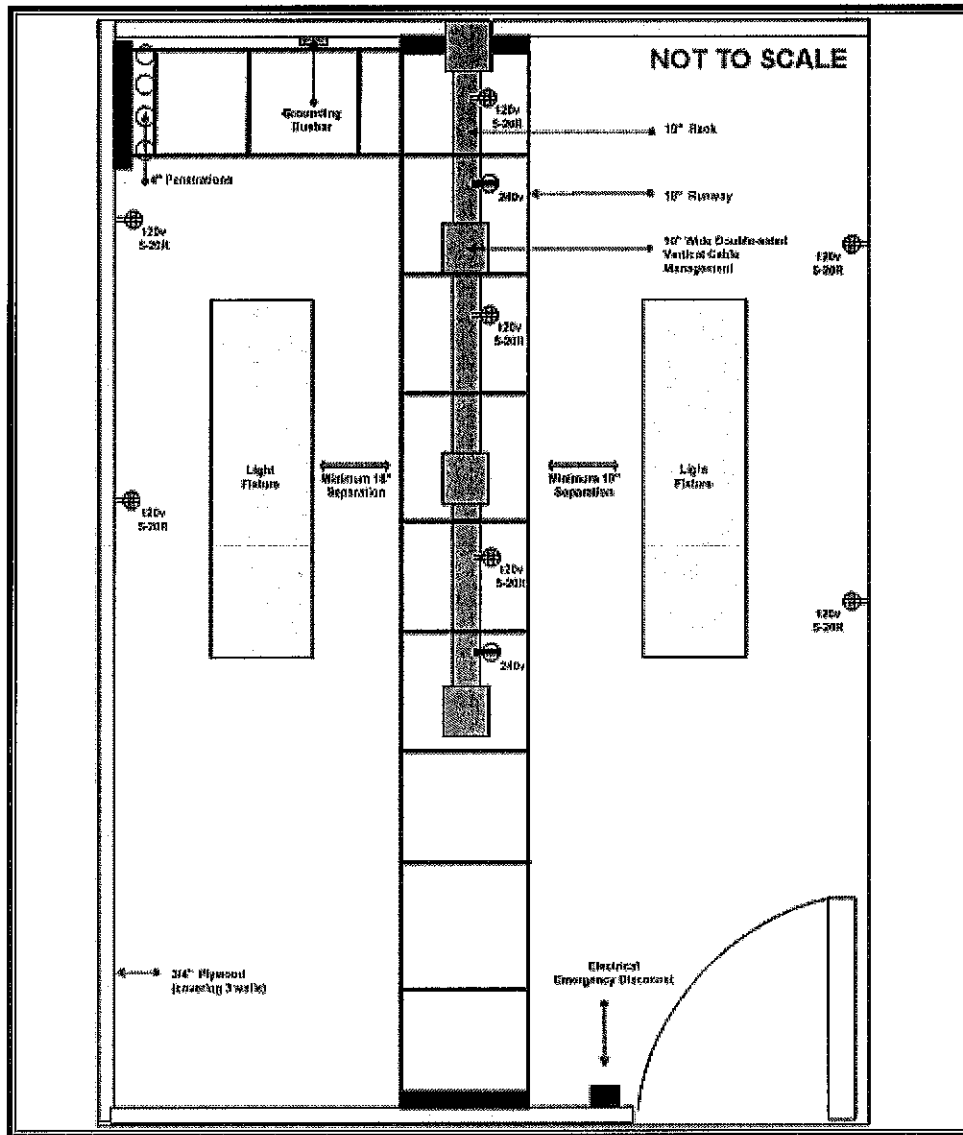 NOT TO SCALE
Grounding
Busbar
120v
5-20R
Rack
4" Penetrations
240v
Runway
120v
5-20R
10" Wide Double-sided
Vertical Cable
Management
120v
5-20R
120v
5-20R
Light
Fixture
Minimum 18"
Separation
Minimum
Separation
Light
Fixture
120v
5-20R
120v
5-20R
120v
5-20R
240v
3/4" Plywood
(covering 3 walls)
Electrical
Emergency Disconnect